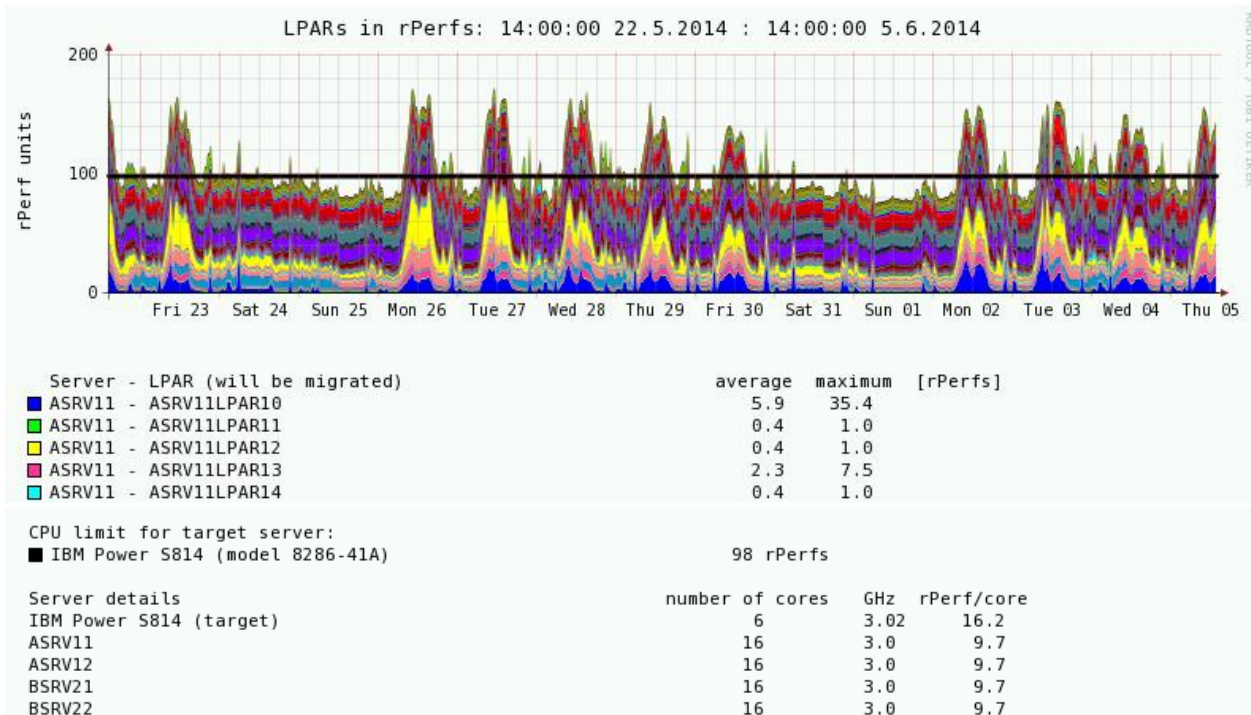 LPARs in rPerfs: 14:00:00 22.5.2014 : 14:00:00 5.6.2014
200
100
0
rPerf units
Fri 23 Sat 24 Sun 25 Mon 26 Tue 27 Wed 28 Thu 29 Fri 30 Sat 31 Sun 01 Mon 02 Tue 03 Wed 04 Thu 05
Server - LPAR (will be migrated) average maximum [rPerfs]
ASRV11 - ASRV11LPAR10 5.9 35.4
ASRV11 - ASRV11LPAR11 0.4 1.0
ASRV11 - ASRV11LPAR12 0.4 1.0
ASRV11 - ASRV11LPAR13 2.3 7.5
ASRV11 - ASRV11LPAR14 0.4 1.0
CPU limit for target server:
IBM Power S814 (model 8286-41A) 98 rPerfs
Server details number of cores GHz rPerf/core
IBM Power S814 (target) 6 3.02 16.2
ASRV11 16 3.0 9.7
ASRV12 16 3.0 9.7
BSRV21 16 3.0 9.7
BSRV22 16 3.0 9.7